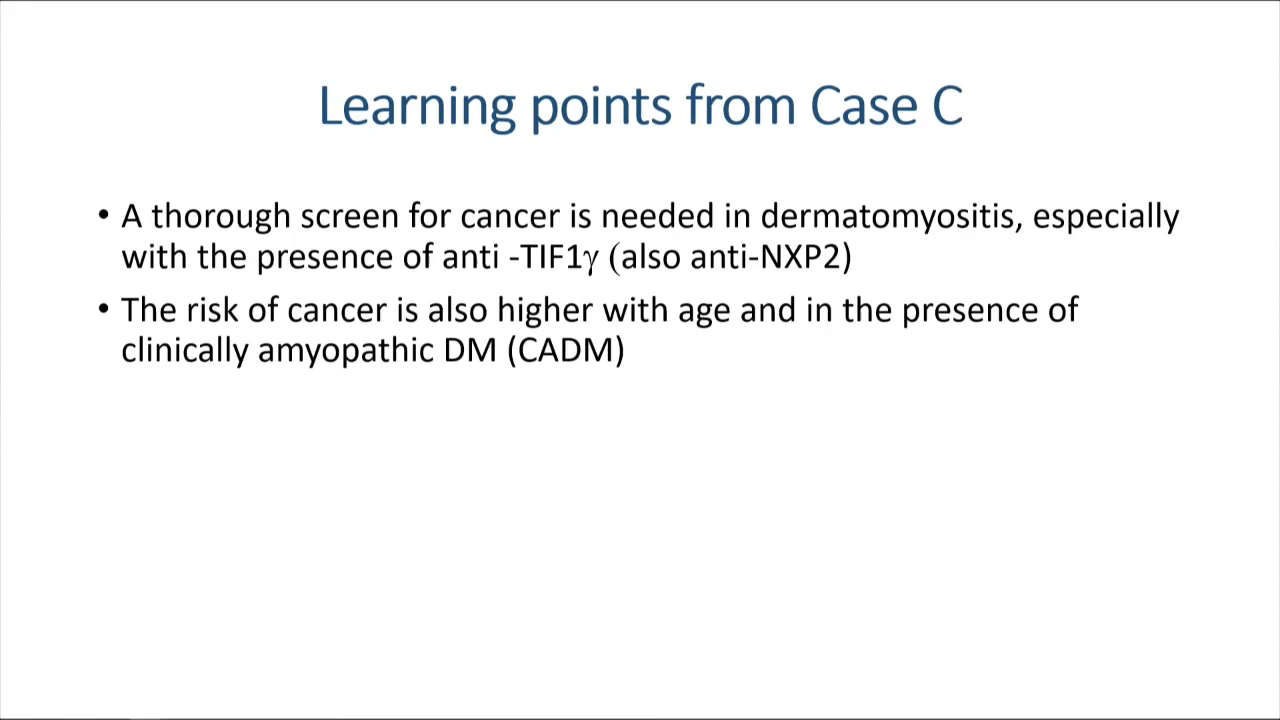 Learning points from Case C
• A thorough screen for cancer is needed in dermatomyositis, especially
with the presence of anti -TIF1γ (also anti-NXP2)
• The risk of cancer is also higher with age and in the presence of
clinically amyopathic DM (CADM)